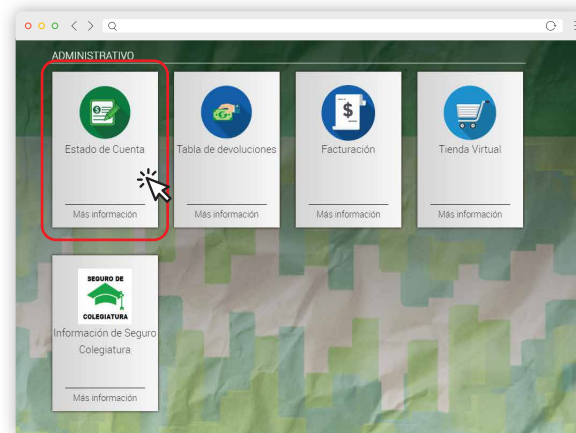 ADMINISTRATIVO
Estado de Cuenta
Más información
Tabla de devoluciones
Más información
$
Facturación
Más información
Tienda Virtual
Más información
SEGURO DE
COLEGIATURA
Información de Seguro
Colegiatura
Más información